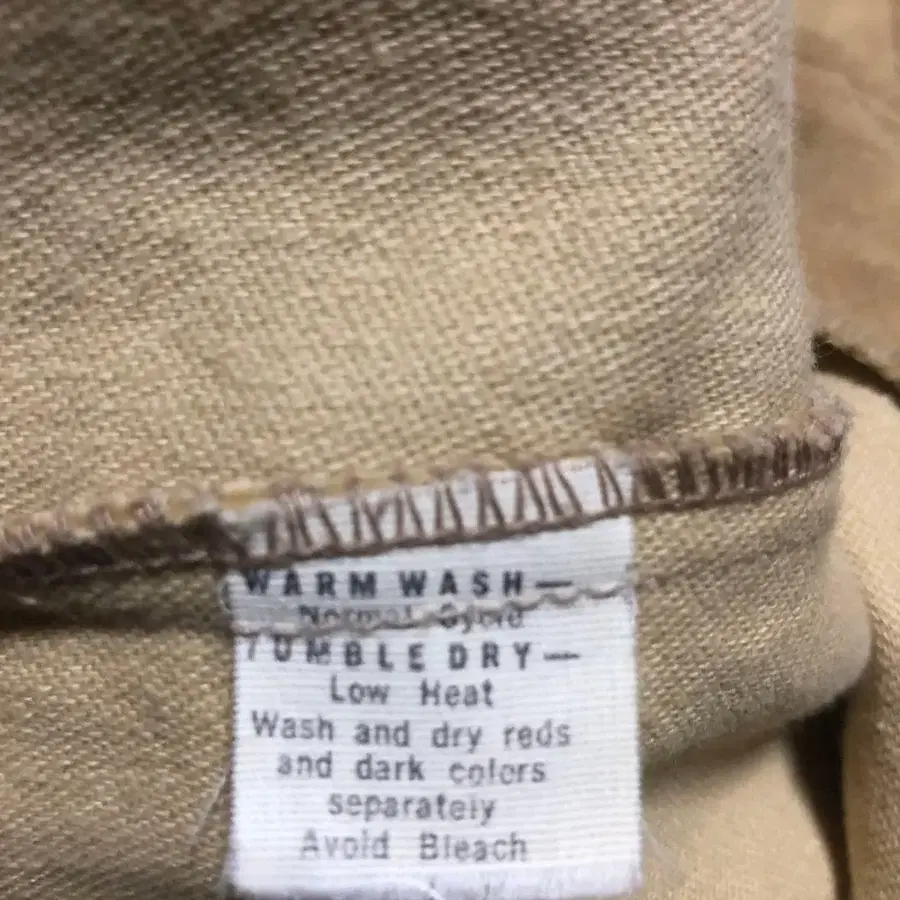 WARM WASH—
Normal Cycle
TUMBLE DRY—
Low Heat
Wash and dry reds
and dark colors
separately
Avoid Bleach